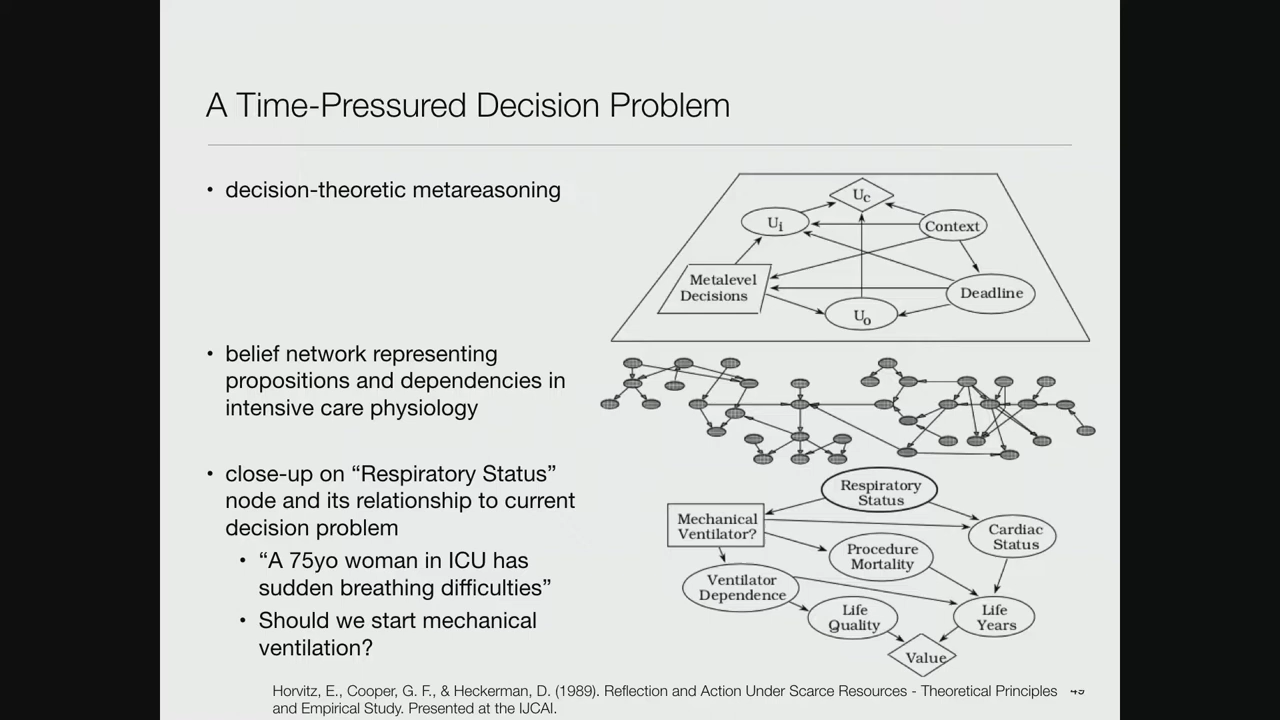 A Time-Pressured Decision Problem
• decision-theoretic metareasoning
• belief network representing
propositions and dependencies in
intensive care physiology
• close-up on “Respiratory Status”
node and its relationship to current
decision problem
• “A 75yo woman in ICU has
sudden breathing difficulties”
• Should we start mechanical
ventilation?
Uc
Ui
Context
Metalevel
Decisions
Deadline
Uo
Respiratory
Status
Mechanical
Ventilator?
Cardiac
Status
Procedure
Mortality
Ventilator
Dependence
Life
Quality
Life
Years
Value
Horvitz, E., Cooper, G. F., & Heckerman, D. (1989). Reflection and Action Under Scarce Resources - Theoretical Principles
and Empirical Study. Presented at the IJCAI.